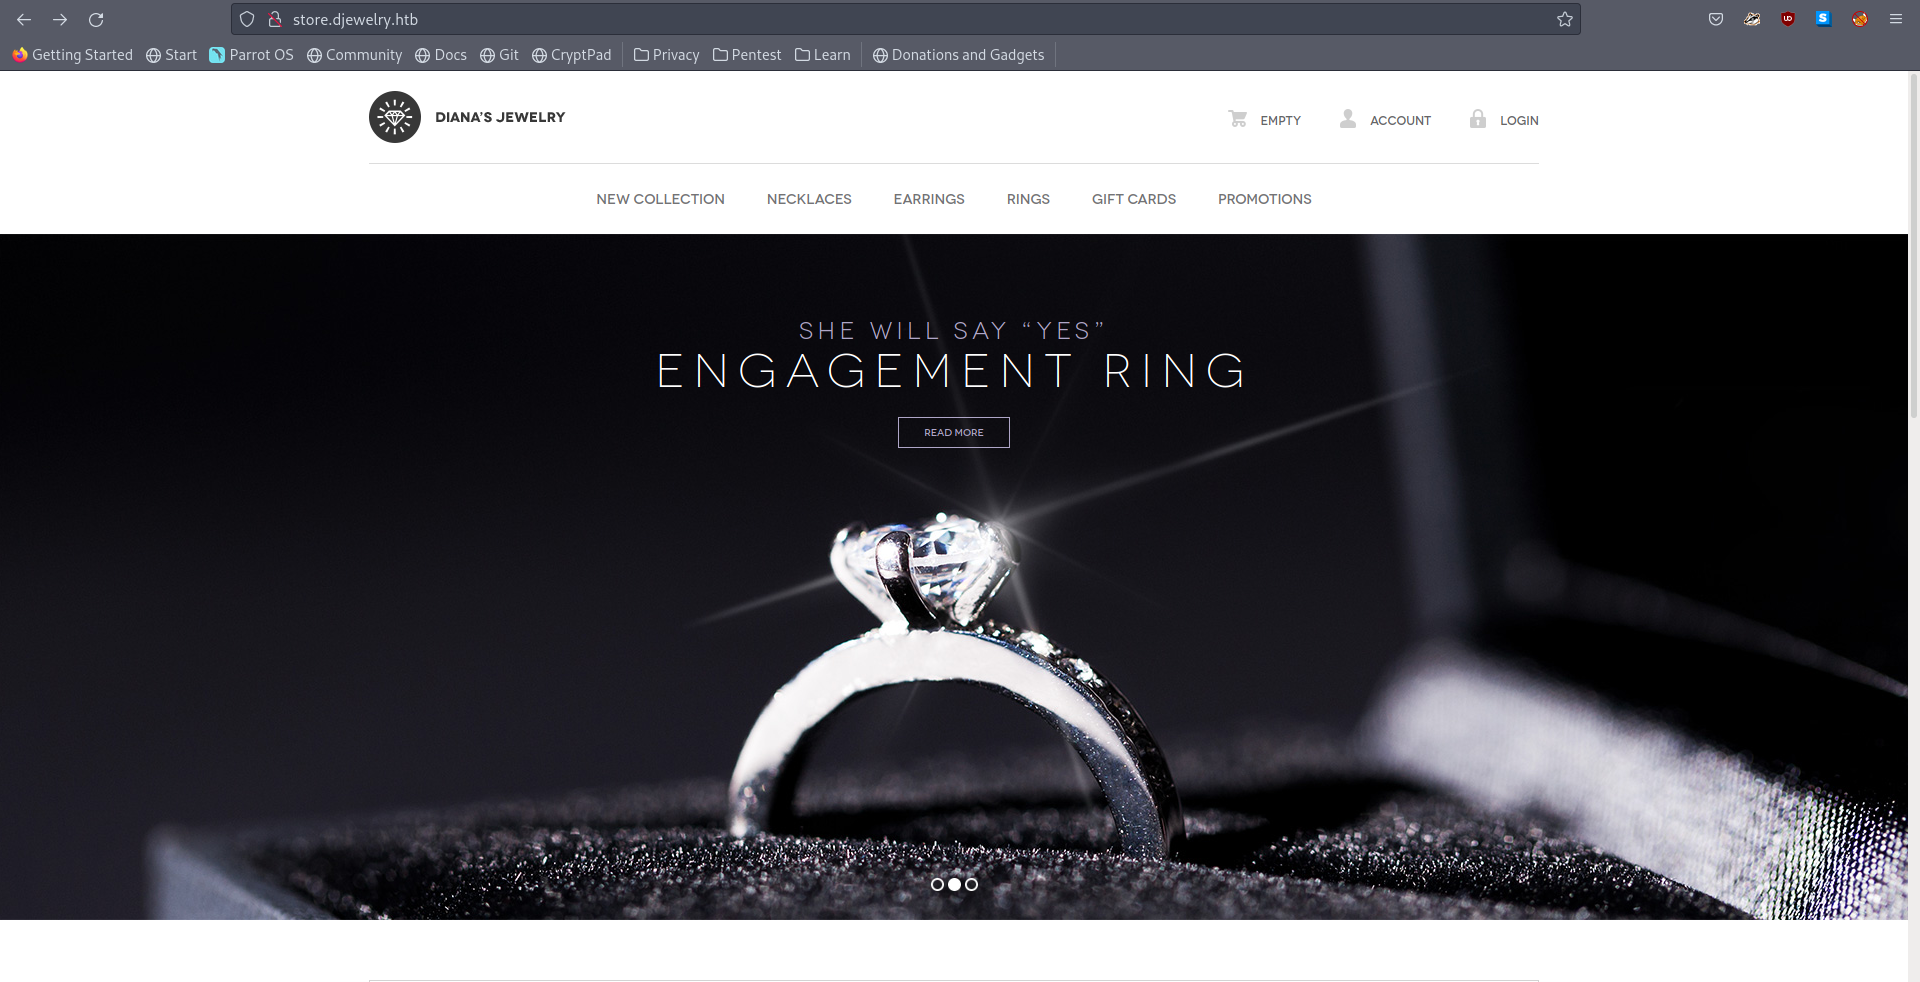 store.djewelry.htb
Getting Started Start Parrot OS Community Docs Git CryptPad Privacy Pentest Learn Donations and Gadgets
DIANA'S JEWELRY
EMPTY ACCOUNT LOGIN
NEW COLLECTION NECKLACES EARRINGS RINGS GIFT CARDS PROMOTIONS
SHE WILL SAY “YES”
ENGAGEMENT RING
READ MORE